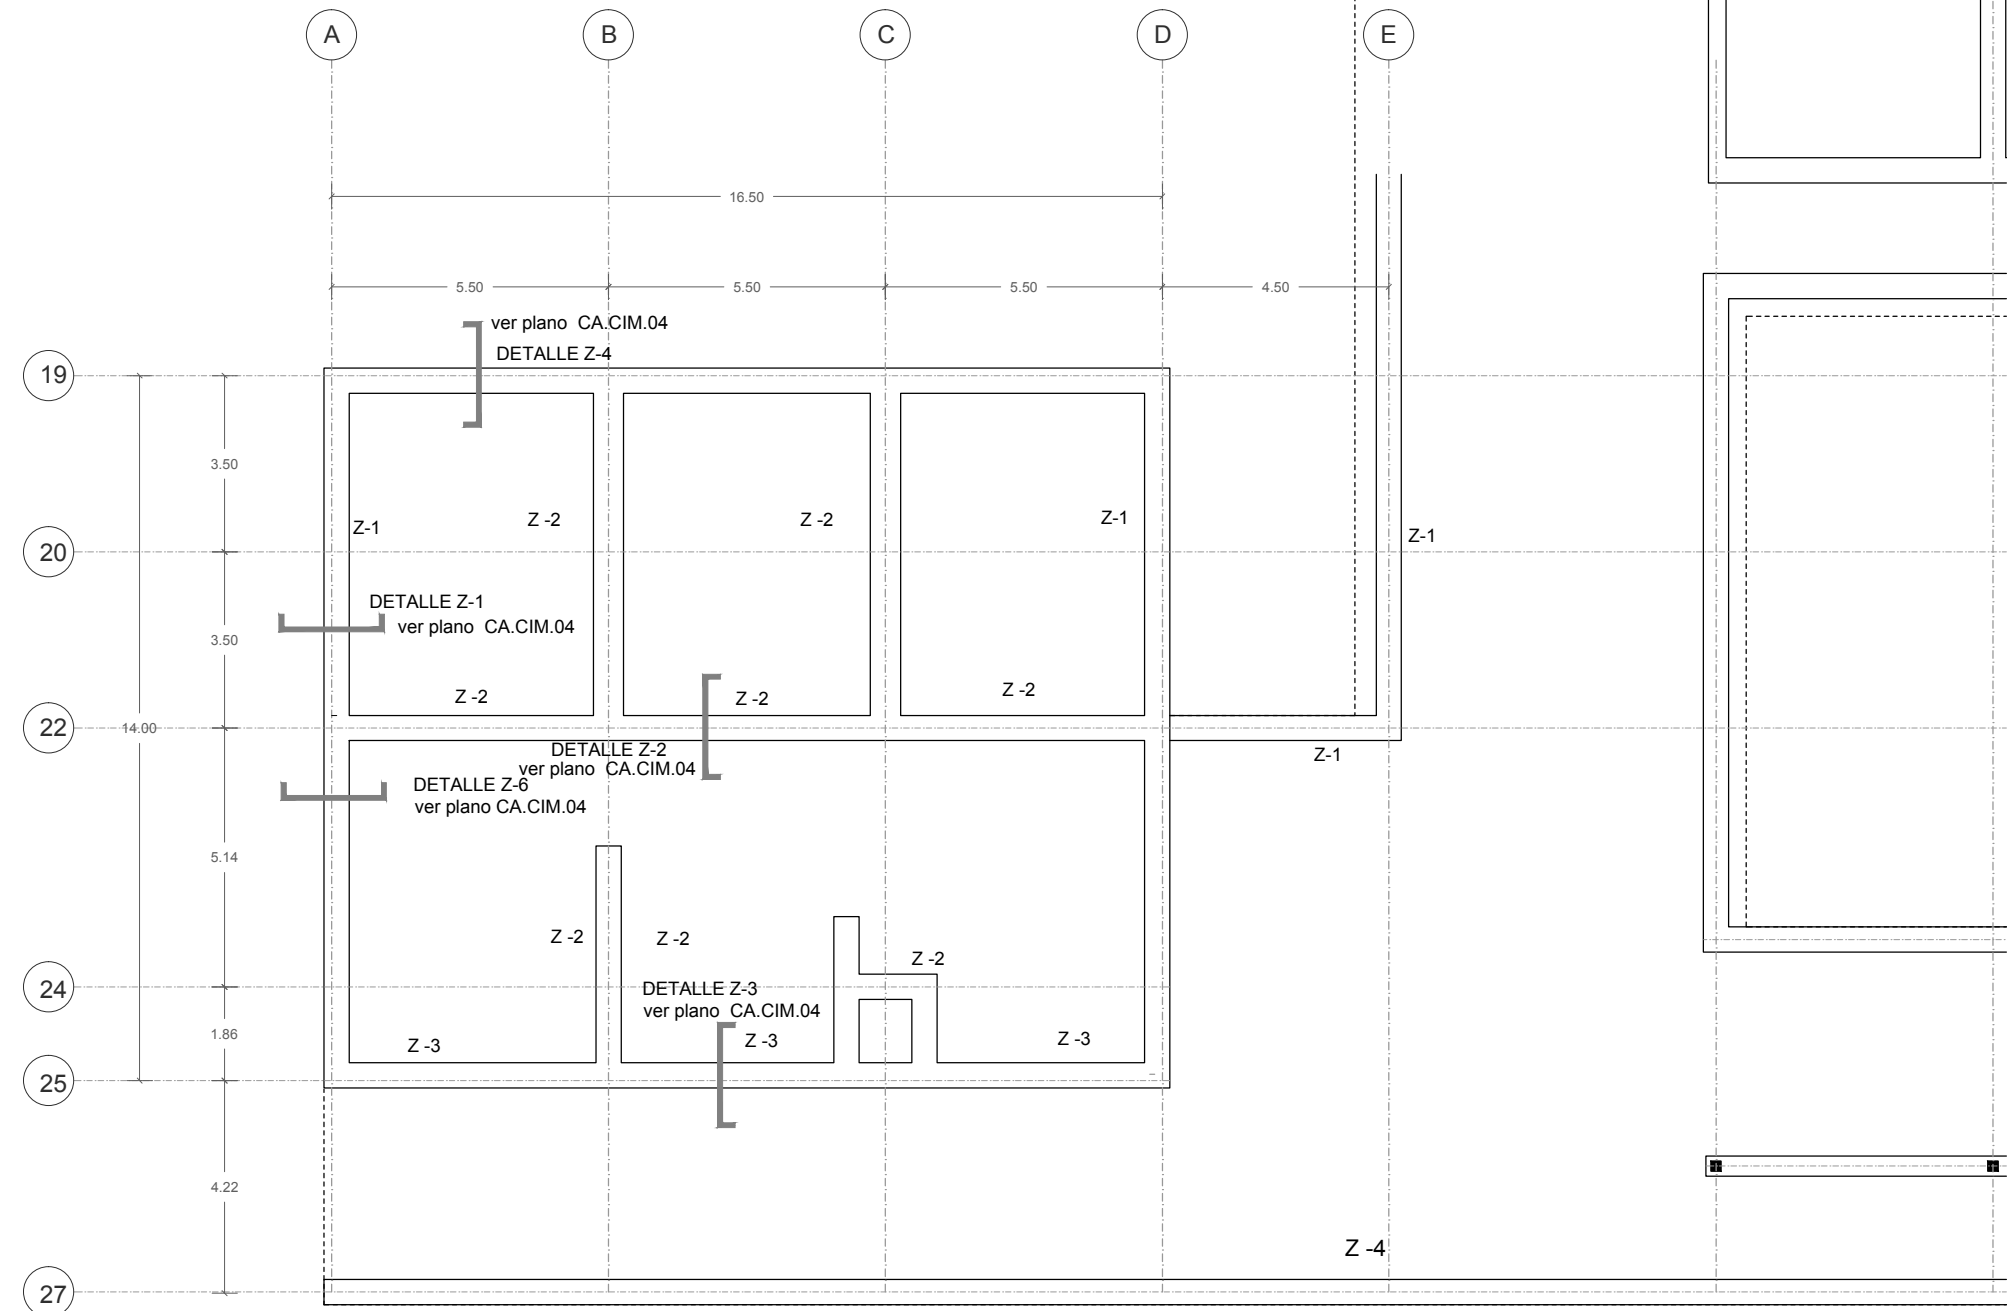 A
B
C
D
E
16.50
5.50
5.50
5.50
4.50
ver plano CA.CIM.04
DETALLE Z-4
19
3.50
Z-1
Z -2
Z -2
Z-1
Z-1
20
DETALLE Z-1
ver plano CA.CIM.04
3.50
Z -2
Z -2
Z -2
22
14.00
DETALLE Z-2
ver plano CA.CIM.04
Z-1
DETALLE Z-6
ver plano CA.CIM.04
5.14
Z -2
Z -2
Z -2
24
DETALLE Z-3
ver plano CA.CIM.04
1.86
Z -3
Z -3
Z -3
25
4.22
Z -4
27